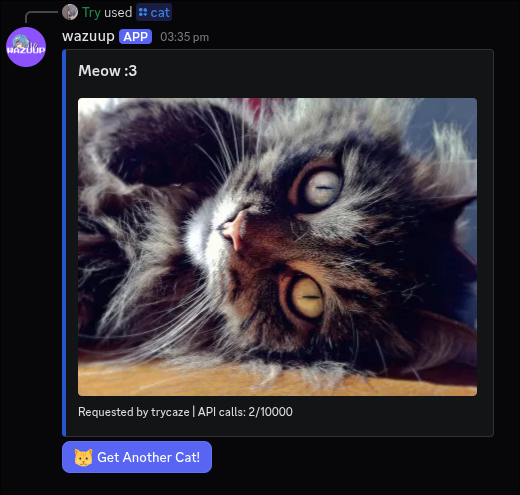 Try used cat
WAZUUP
wazuup APP 03:35 pm
Meow :3
Requested by trycaze | API calls: 2/10000
Get Another Cat!